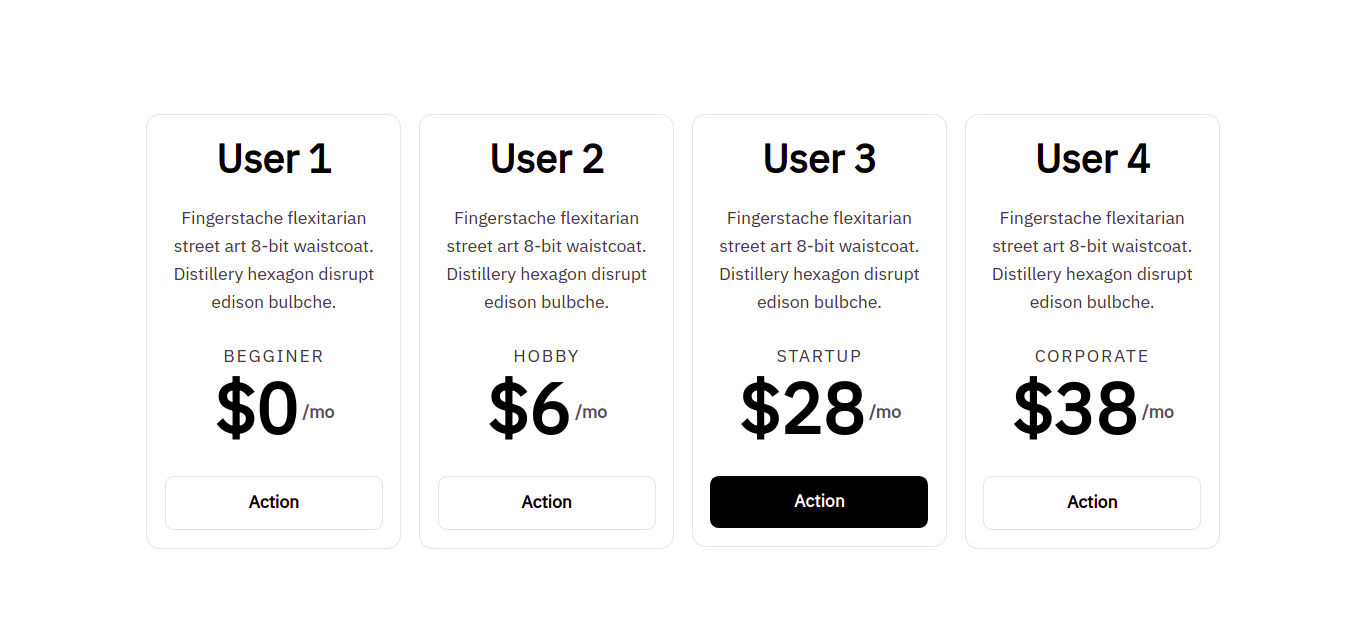 User 1
Fingerstache flexitarian
street art 8-bit waistcoat.
Distillery hexagon disrupt
edison bulbche.
BEGGINER
$0 /mo
Action
User 2
Fingerstache flexitarian
street art 8-bit waistcoat.
Distillery hexagon disrupt
edison bulbche.
HOBBY
$6 /mo
Action
User 3
Fingerstache flexitarian
street art 8-bit waistcoat.
Distillery hexagon disrupt
edison bulbche.
STARTUP
$28 /mo
Action
User 4
Fingerstache flexitarian
street art 8-bit waistcoat.
Distillery hexagon disrupt
edison bulbche.
CORPORATE
$38 /mo
Action